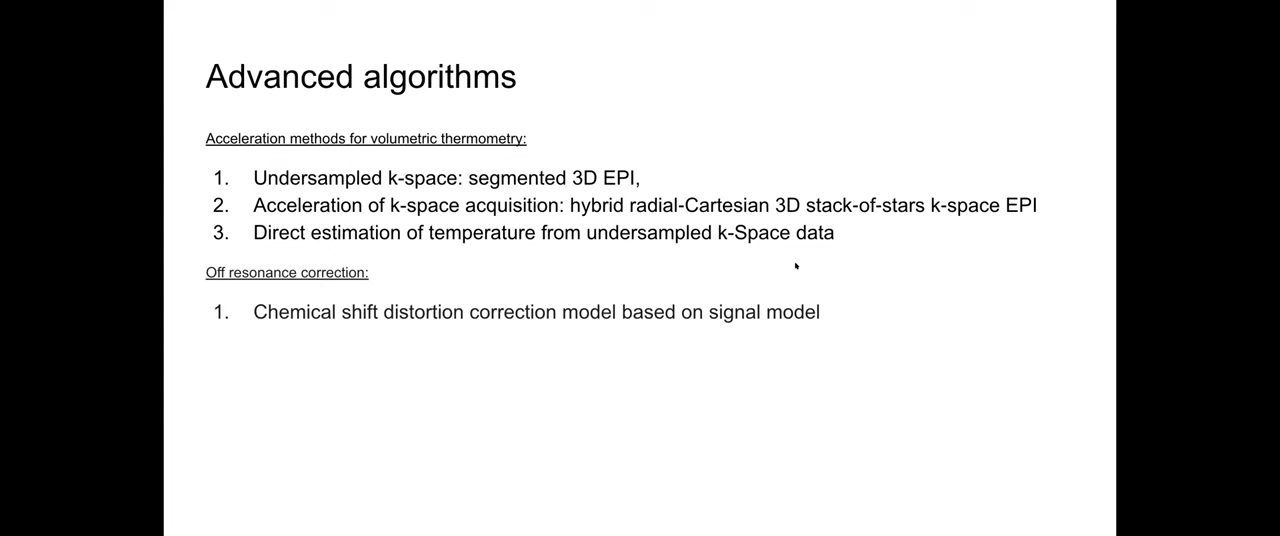 Advanced algorithms
Acceleration methods for volumetric thermometry:
1. Undersampled k-space: segmented 3D EPI,
2. Acceleration of k-space acquisition: hybrid radial-Cartesian 3D stack-of-stars k-space EPI
3. Direct estimation of temperature from undersampled k-Space data
Off resonance correction:
1. Chemical shift distortion correction model based on signal model